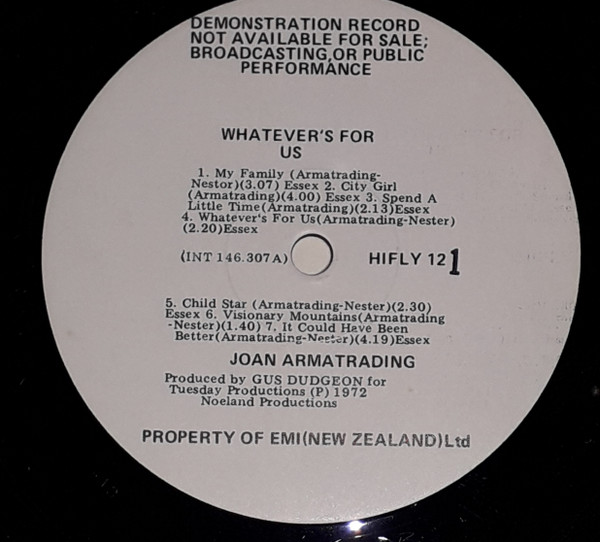 DEMONSTRATION RECORD
NOT AVAILABLE FOR SALE;
BROADCASTING,OR PUBLIC
PERFORMANCE
WHATEVER'S FOR
US
1. My Family (Armatrading-
Nestor)(3.07) Essex 2. City Girl
(Armatrading)(4.00) Essex 3. Spend A
Little Time(Armatrading)(2.13)Essex
4. Whatever's For Us(Armatrading-Nester)
(2.20)Essex
(INT 146.307A) HIFLY 12 1
5. Child Star (Armatrading-Nester)(2.30)
Essex 6. Visionary Mountains(Armatrading
-Nester)(1.40) 7. It Could Have Been
Better(Armatrading-Nester)(4.19)Essex
JOAN ARMATRADING
Produced by GUS DUDGEON for
Tuesday Productions (P) 1972
Noeland Productions
PROPERTY OF EMI(NEW ZEALAND)Ltd